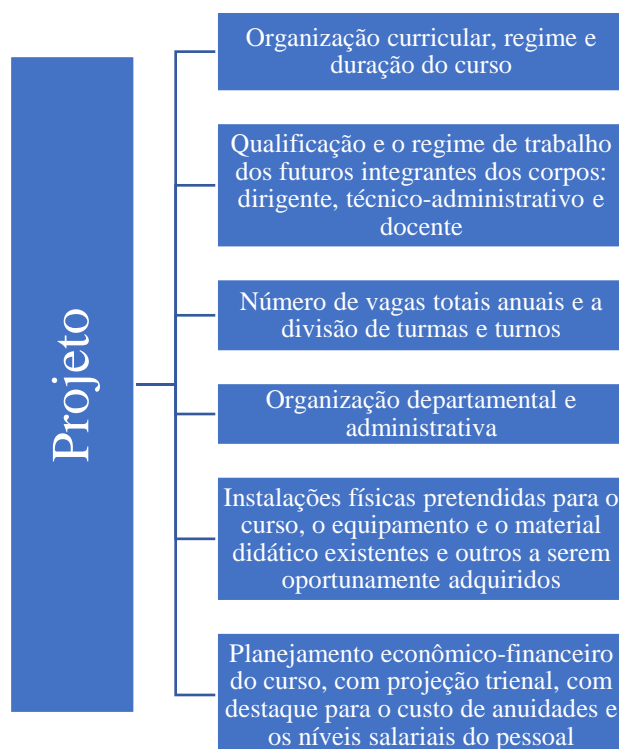 Projeto
Organização curricular, regime e
duração do curso
Qualificação e o regime de trabalho
dos futuros integrantes dos corpos:
dirigente, técnico-administrativo e
docente
Número de vagas totais anuais e a
divisão de turmas e turnos
Organização departamental e
administrativa
Instalações físicas pretendidas para o
curso, o equipamento e o material
didático existentes e outros a serem
oportunamente adquiridos
Planejamento econômico-financeiro
do curso, com projeção trienal, com
destaque para o custo de anuidades e
os níveis salariais do pessoal